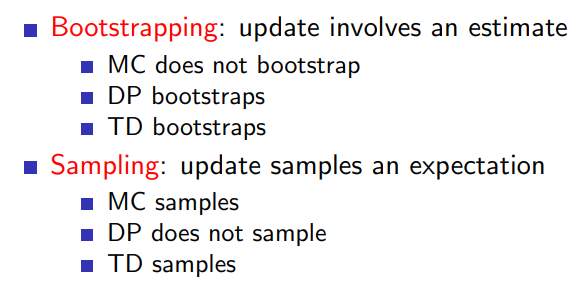 Bootstrapping: update involves an estimate
MC does not bootstrap
DP bootstraps
TD bootstraps
Sampling: update samples an expectation
MC samples
DP does not sample
TD samples